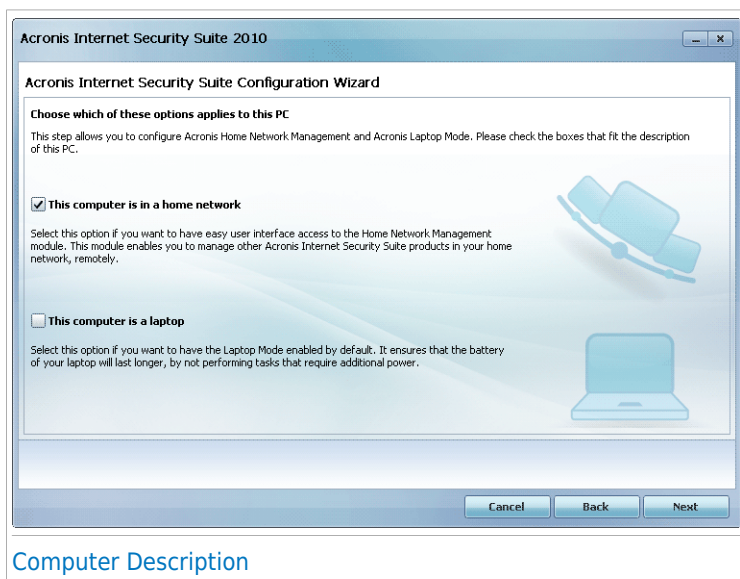 Acronis Internet Security Suite 2010
Acronis Internet Security Suite Configuration Wizard
Choose which of these options applies to this PC
This step allows you to configure Acronis Home Network Management and Acronis Laptop Mode. Please check the boxes that fit the description
of this PC.
This computer is in a home network
Select this option if you want to have easy user interface access to the Home Network Management
module. This module enables you to manage other Acronis Internet Security Suite products in your home
network, remotely.
This computer is a laptop
Select this option if you want to have the Laptop Mode enabled by default. It ensures that the battery
of your laptop will last longer, by not performing tasks that require additional power.
Cancel Back Next
Computer Description